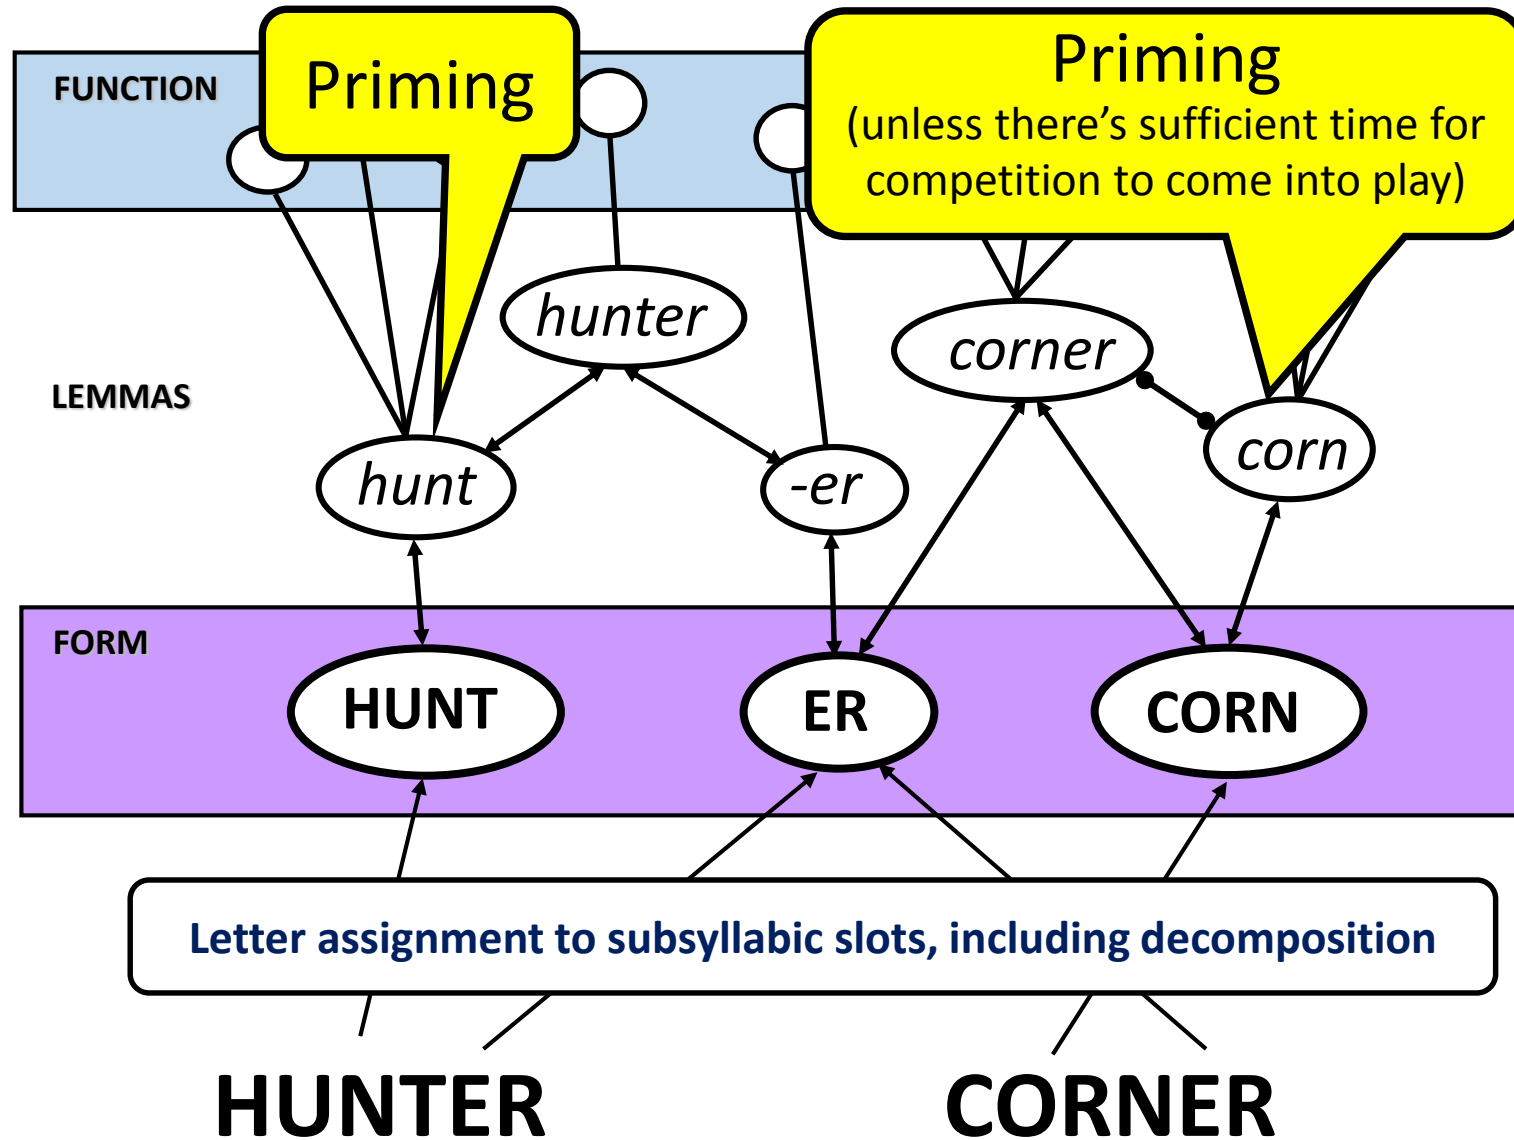 FUNCTION
Priming
Priming
(unless there's sufficient time for
competition to come into play)
hunter
corner
LEMMAS
corn
hunt
-er
FORM
HUNT
ER
CORN
Letter assignment to subsyllabic slots, including decomposition
HUNTER
CORNER